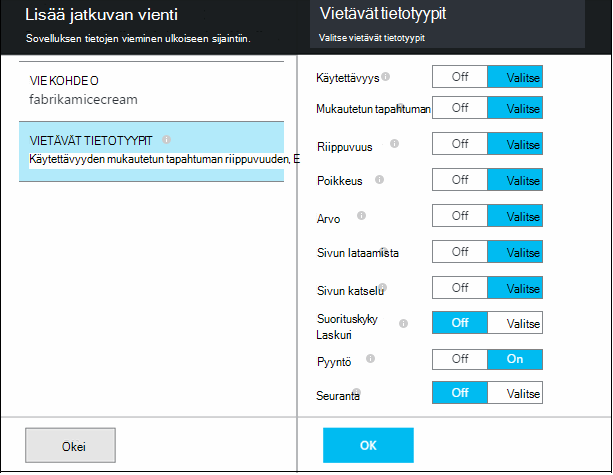 Lisää jatkuvan vienti
Sovelluksen tietojen vieminen ulkoiseen sijaintiin.
VIE KOHDE O
fabrikamicecream
VIETÄVÄT TIETOTYYPIT
Käytettävyyden mukautetun tapahtuman riippuvuuden, E
Okei
Vietävät tietotyypit
Valitse vietävät tietotyypit
Käytettävyys Off Valitse
Mukautetun tapahtuman Off Valitse
Riippuvuus Off Valitse
Poikkeus Off Valitse
Arvo Off Valitse
Sivun lataamista Off Valitse
Sivun katselu Off Valitse
Suorituskyky
Laskuri Off Valitse
Pyyntö Off On
Seuranta Off Valitse
OK